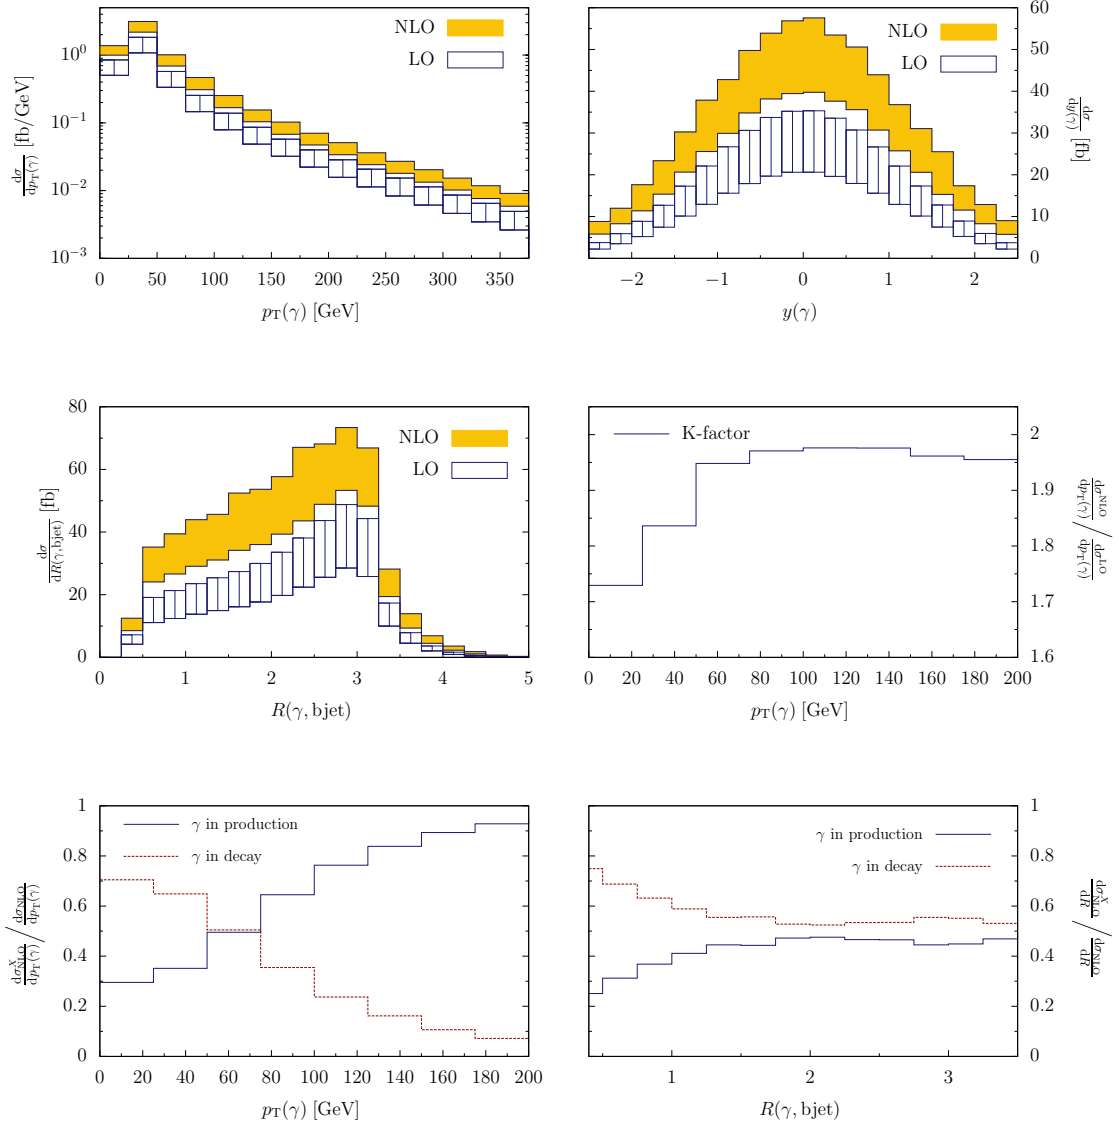 dσ/dp_T(γ) [fb/GeV]
10^0
10^−1
10^−2
10^−3
NLO
LO
0 50 100 150 200 250 300 350
p_T(γ) [GeV]
NLO
LO
60
50
40
30
20
10
0
dσ/dy(γ) [fb]
−2 −1 0 1 2
y(γ)
dσ/dR(γ,bjet) [fb]
80
60
40
20
0
NLO
LO
1 2 3 4 5
R(γ, bjet)
K-factor
2
1.9
1.8
1.7
1.6
dσ^NLO/dp_T(γ) / dσ^LO/dp_T(γ)
0 20 40 60 80 100 120 140 160 180 200
p_T(γ) [GeV]
dσ^X_NLO/dp_T(γ) / dσ_NLO/dp_T(γ)
1
0.8
0.6
0.4
0.2
0
γ in production
γ in decay
0 20 40 60 80 100 120 140 160 180 200
p_T(γ) [GeV]
γ in production
γ in decay
1
0.8
0.6
0.4
0.2
0
dσ^X_NLO/dR / dσ_NLO/dR
1 2 3
R(γ, bjet)